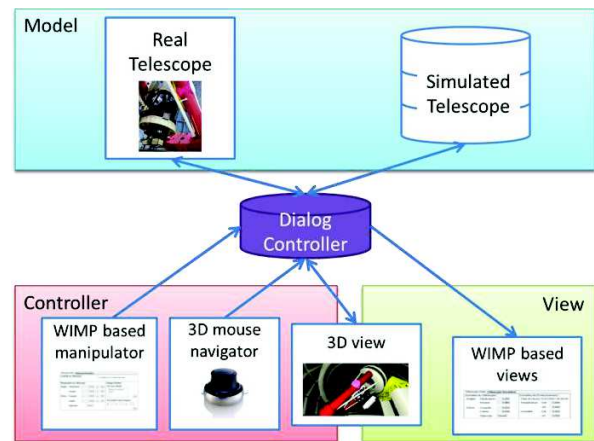 Model
Real
Telescope
Simulated
Telescope
Dialog
Controller
Controller
View
WIMP based
manipulator
3D mouse
navigator
3D view
WIMP based
views